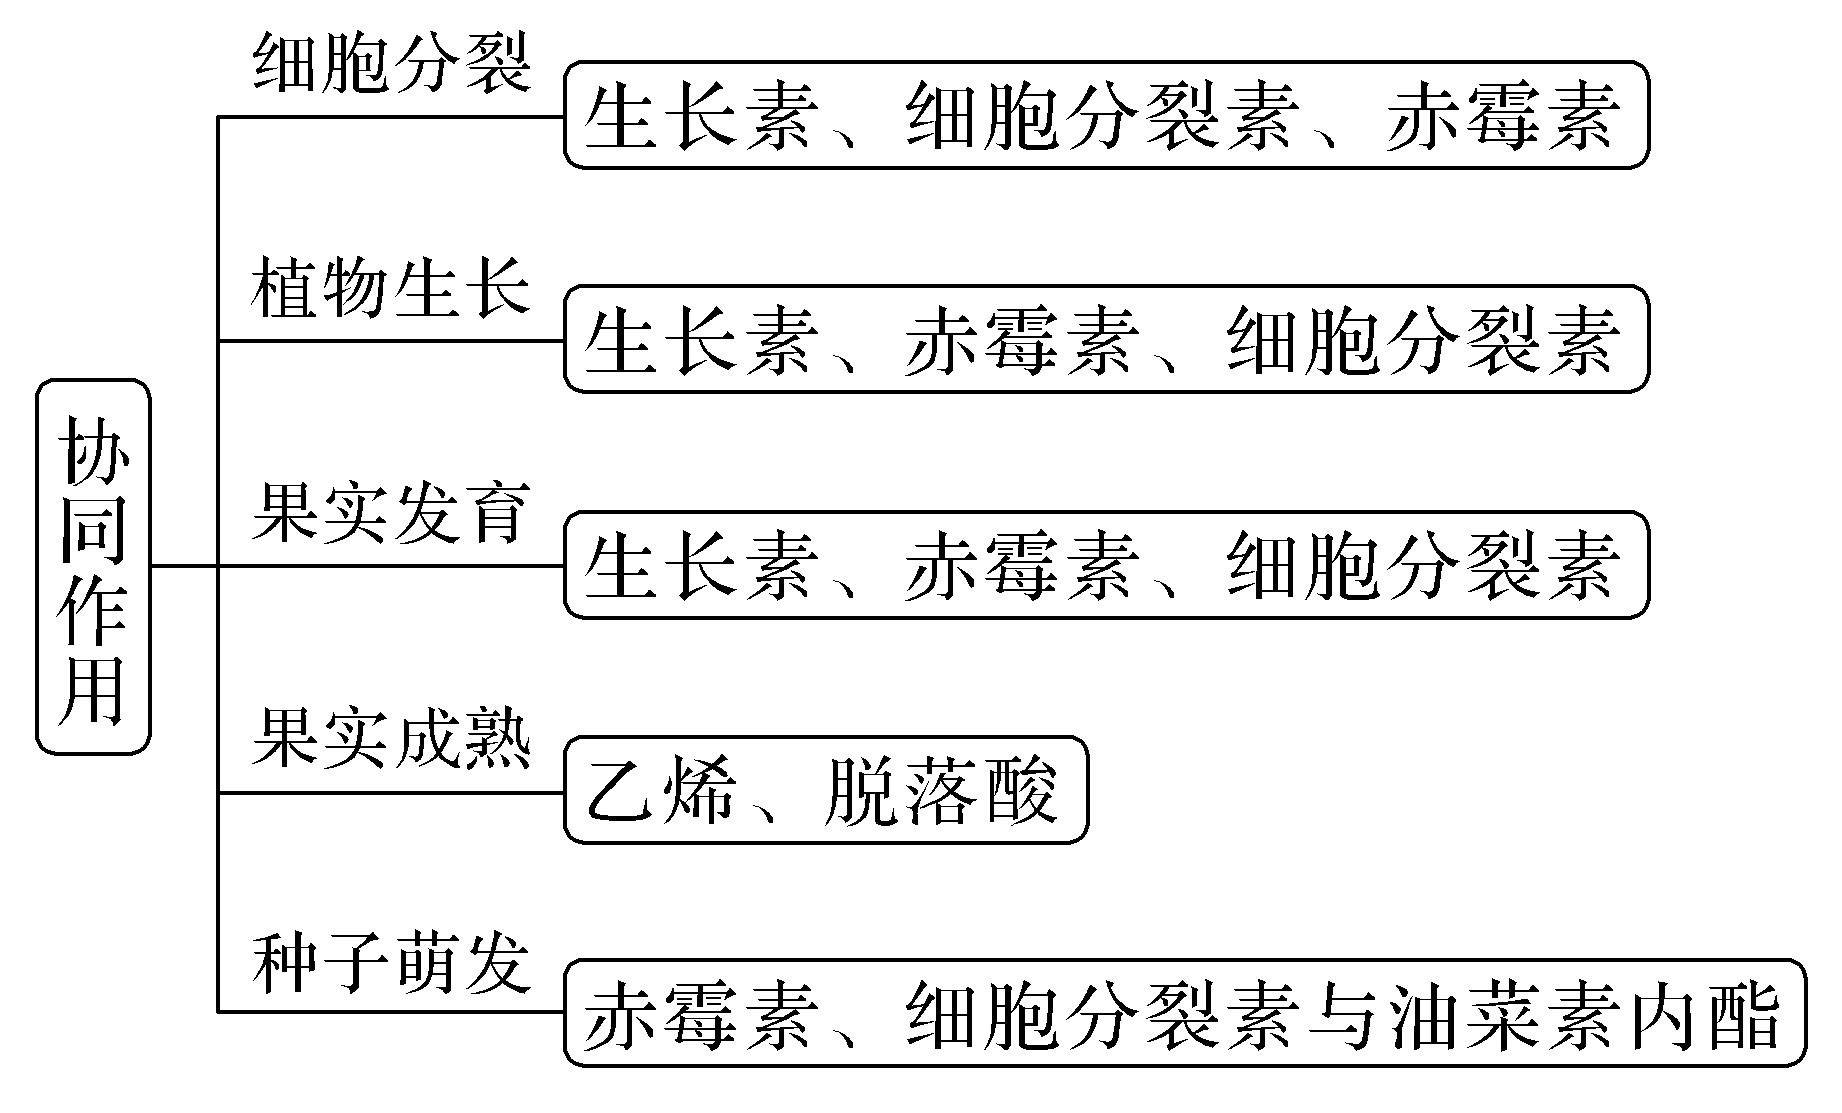 协同作用
细胞分裂
生长素、细胞分裂素、赤霉素
植物生长
生长素、赤霉素、细胞分裂素
果实发育
生长素、赤霉素、细胞分裂素
果实成熟
乙烯、脱落酸
种子萌发
赤霉素、细胞分裂素与油菜素内酯